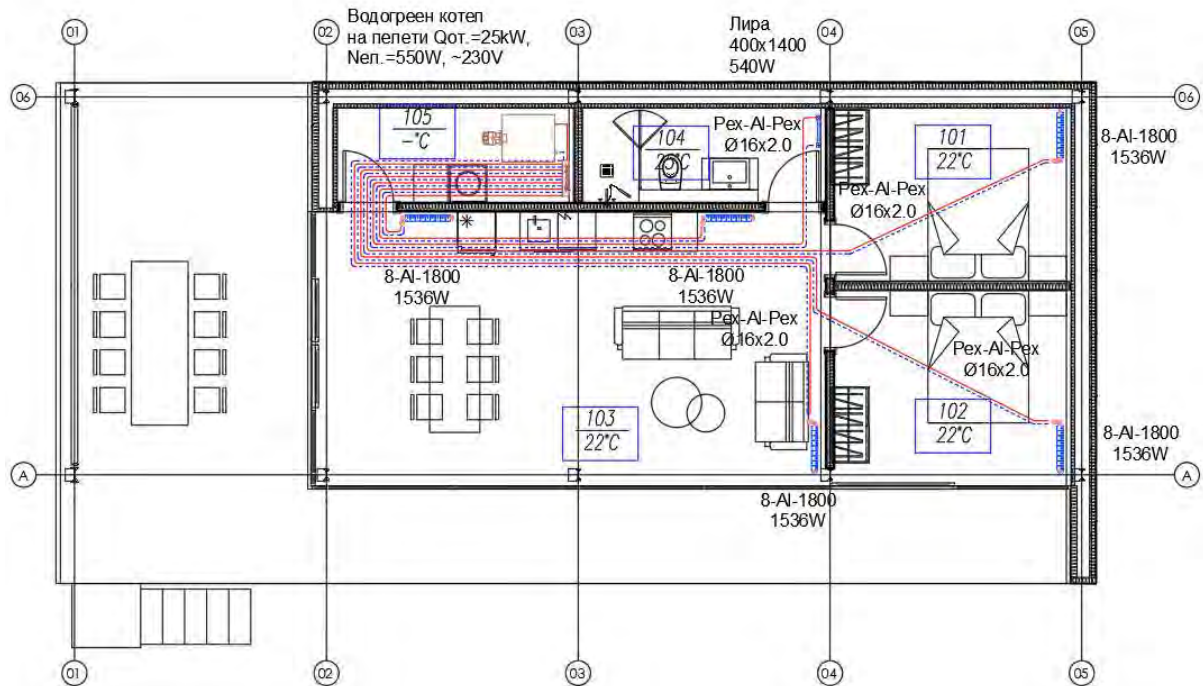 Водогреен котел
на пелети Qот.=25kW,
Nел.=550W, ~230V
Лира
400x1400
540W
01
02
03
04
05
06
06
105
–°C
104
Pex-Al-Pex
Ø16x2.0
101
22°C
8-Al-1800
1536W
Pex-Al-Pex
Ø16x2.0
8-Al-1800
1536W
8-Al-1800
1536W
Pex-Al-Pex
Ø16x2.0
Pex-Al-Pex
Ø16x2.0
103
22°C
102
22°C
8-Al-1800
1536W
A
A
8-Al-1800
1536W
01
02
03
04
05